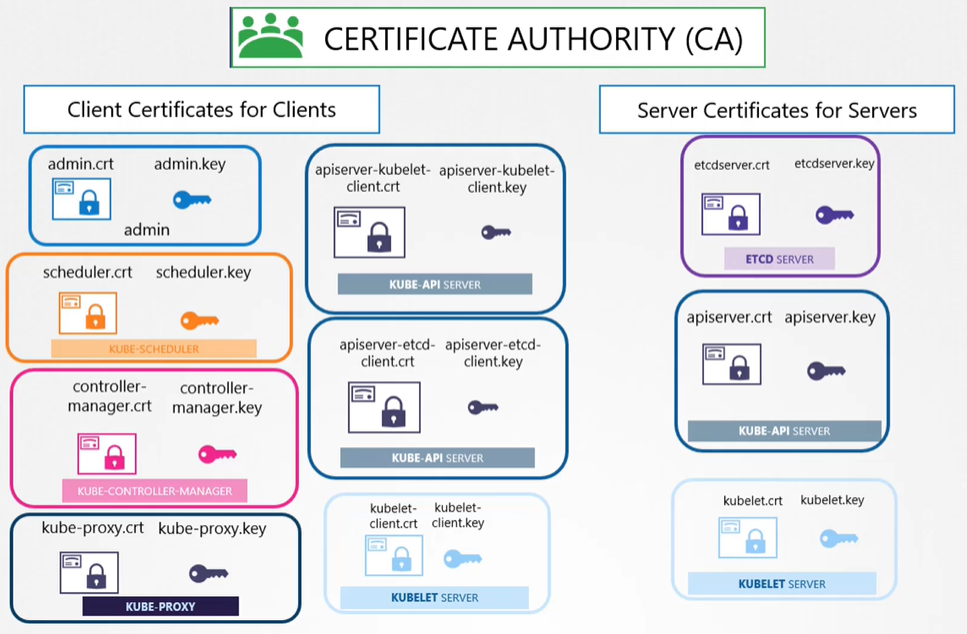 CERTIFICATE AUTHORITY (CA)
Client Certificates for Clients
admin.crt admin.key
admin
scheduler.crt scheduler.key
KUBE-SCHEDULER
controller-
manager.crt
controller-
manager.key
KUBE-CONTROLLER-MANAGER
kube-proxy.crt kube-proxy.key
KUBE-PROXY
apiserver-kubelet-
client.crt
apiserver-kubelet-
client.key
KUBE-API SERVER
apiserver-etcd-
client.crt
apiserver-etcd-
client.key
KUBE-API SERVER
kubelet-
client.crt
kubelet-
client.key
KUBELET SERVER
Server Certificates for Servers
etcdserver.crt etcdserver.key
ETCD SERVER
apiserver.crt apiserver.key
KUBE-API SERVER
kubelet.crt kubelet.key
KUBELET SERVER